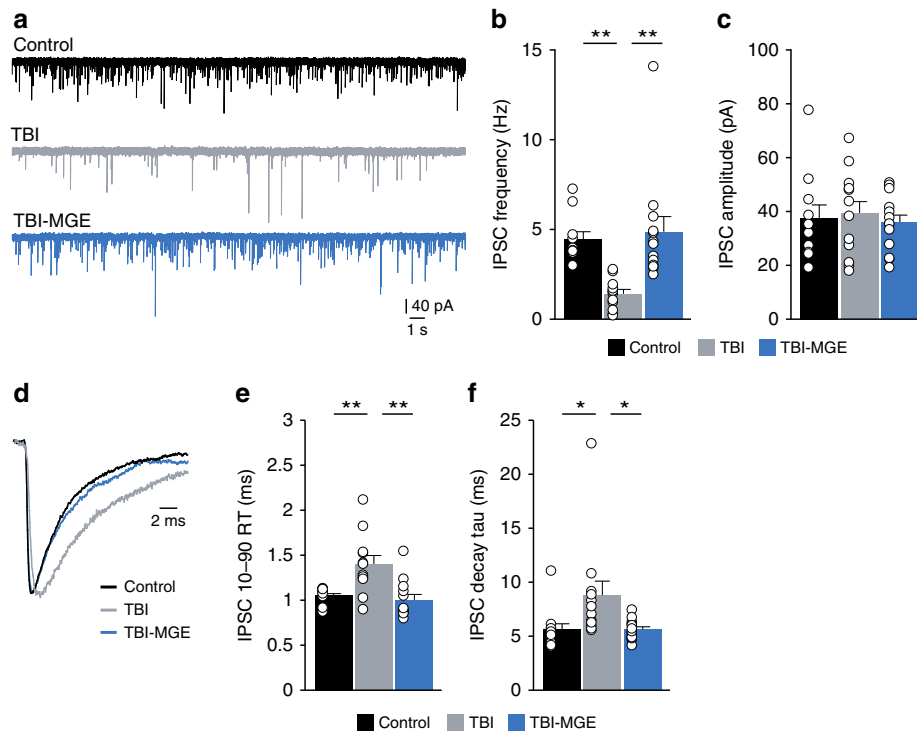 a
Control
TBI
TBI-MGE
40 pA
1 s
b
** **
15
10
5
0
IPSC frequency (Hz)
c
100
80
60
40
20
0
IPSC amplitude (pA)
Control TBI TBI-MGE
d
2 ms
Control
TBI
TBI-MGE
e
** **
3
2.5
2
1.5
1
0.5
0
IPSC 10–90 RT (ms)
f
* *
25
20
15
10
5
0
IPSC decay tau (ms)
Control TBI TBI-MGE